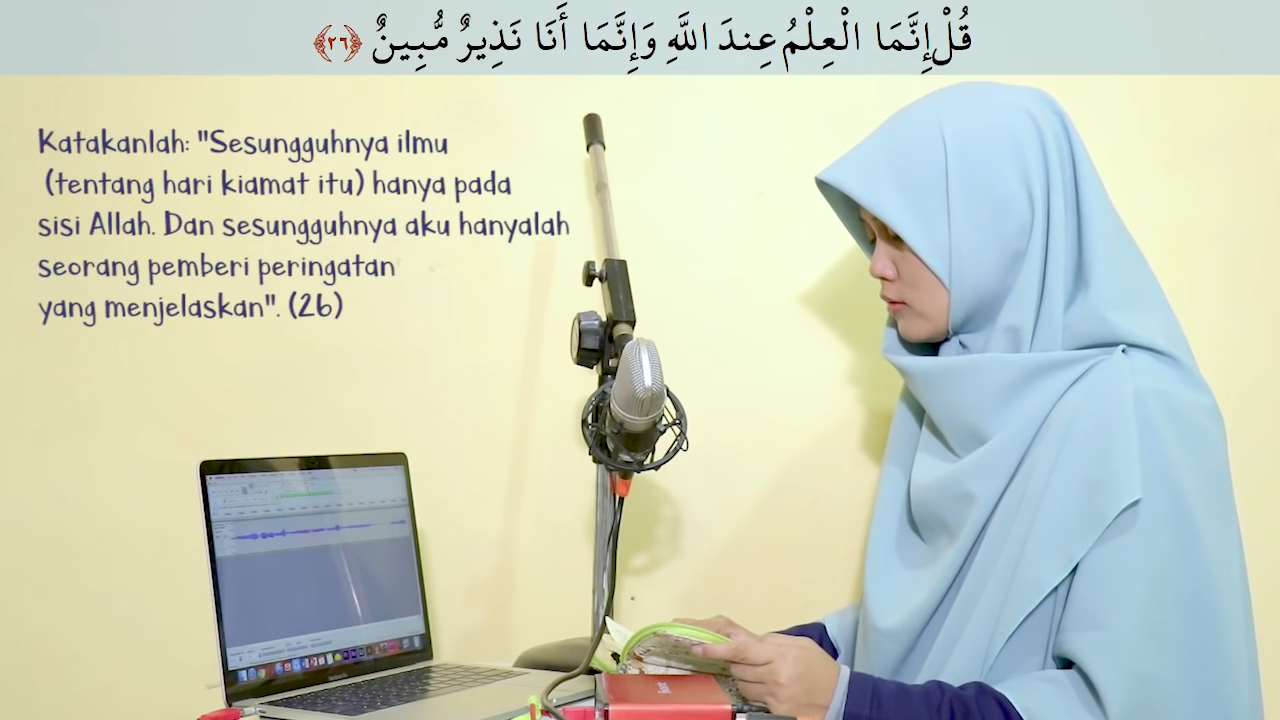 قُلْ إِنَّمَا الْعِلْمُ عِندَ اللَّهِ وَإِنَّمَا أَنَا نَذِيرٌ مُّبِينٌ ﴿٢٦﴾
Katakanlah: "Sesungguhnya ilmu
(tentang hari kiamat itu) hanya pada
sisi Allah. Dan sesungguhnya aku hanyalah
seorang pemberi peringatan
yang menjelaskan". (26)